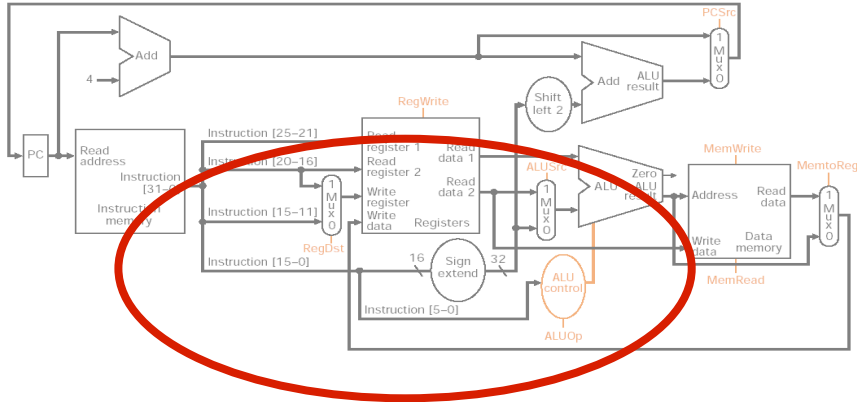 PCSrc
1
M
u
x
0
Add
4
Add
ALU
result
Shift
left 2
RegWrite
PC
Read
address
Instruction
[31–0]
Instruction
memory
Instruction [25–21]
Instruction [20–16]
Instruction [15–11]
Instruction [15–0]
1
M
u
x
0
RegDst
Read
register 1
Read
register 2
Write
register
Write
data
Read
data 1
Read
data 2
Registers
ALUSrc
1
M
u
x
0
Zero
ALU
ALU
result
MemWrite
Address
Read
data
Write
data
Data
memory
MemRead
MemtoReg
1
M
u
x
0
16
Sign
extend
32
Instruction [5–0]
ALU
control
ALUOp